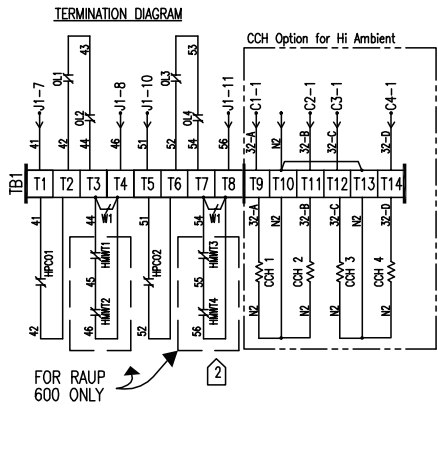 TERMINATION DIAGRAM
CCH Option for Hi Ambient
43
53
OL1
OL2
OL3
OL4
J1-7
J1-8
J1-10
J1-11
C1-1
C2-1
C3-1
C4-1
41
42
44
46
51
52
54
56
32-A
N2
32-B
32-C
32-D
TB1
T1 T2 T3 T4 T5 T6 T7 T8 T9 T10 T11 T12 T13 T14
41
44
W1
51
54
W1
32-A
N2
32-B
32-C
N2
32-D
HPCO1
HMWT1
45
HMWT2
HPCO2
HMWT3
55
HMWT4
CCH 1
CCH 2
CCH 3
CCH 4
42
46
52
56
N2
N2
N2
N2
FOR RAUP
600 ONLY
2